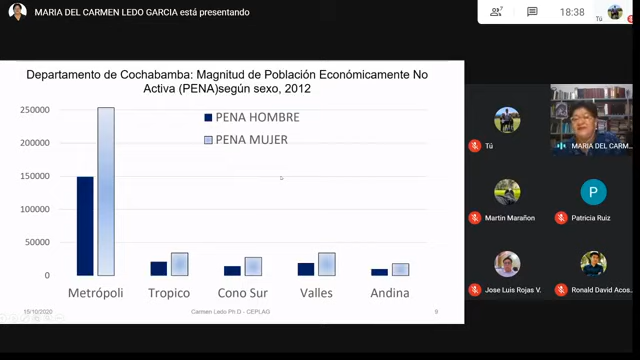 MARIA DEL CARMEN LEDO GARCIA está presentando
7
18:38
Tú
Departamento de Cochabamba: Magnitud de Población Económicamente No
Activa (PENA)según sexo, 2012
250000
200000
150000
100000
50000
0
PENA HOMBRE
PENA MUJER
Metrópoli
Tropico
Cono Sur
Valles
Andina
15/10/2020
Carmen Ledo Ph.D - CEPLAG
9
Tú
MARIA DEL CARM...
Martin Marañon
P
Patricia Ruiz
Jose Luis Rojas V.
Ronald David Acos...